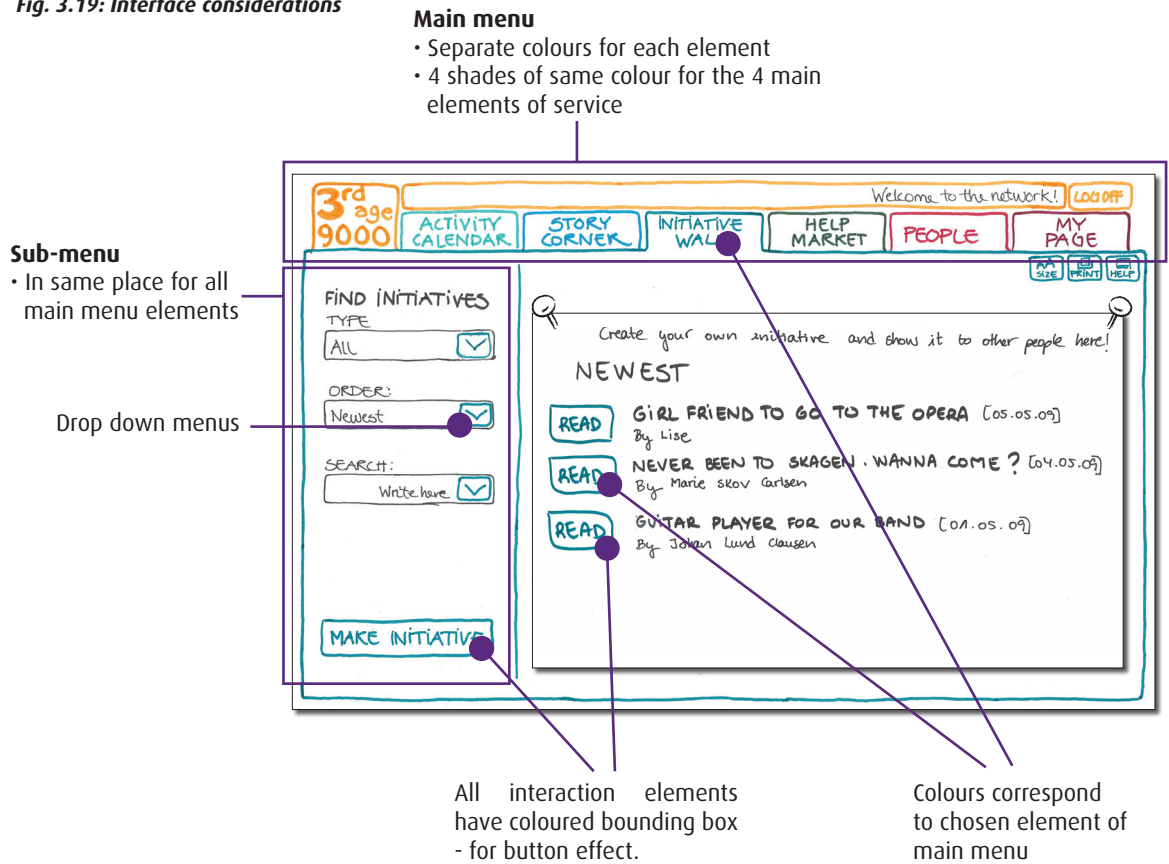 Fig. 3.19: Interface considerations
Main menu
· Separate colours for each element
· 4 shades of same colour for the 4 main
elements of service
3rd
age
9000
Welcome to the network!
LOG OFF
ACTIVITY
CALENDAR
STORY
CORNER
INITIATIVE
WALL
HELP
MARKET
PEOPLE
MY
PAGE
AA
SIZE
PRINT
HELP
Sub-menu
· In same place for all
main menu elements
FIND INITIATIVES
TYPE
All
ORDER:
Newest
Drop down menus
SEARCH:
Write here
MAKE INITIATIVE
Create your own initiative and show it to other people here!
NEWEST
READ
GIRL FRIEND TO GO TO THE OPERA [05.05.09]
By Lise
READ
NEVER BEEN TO SKAGEN. WANNA COME? [04.05.09]
By Marie Skov Carlsen
READ
GUITAR PLAYER FOR OUR BAND [01.05.09]
By Johan Lund Clausen
All interaction elements
have coloured bounding box
- for button effect.
Colours correspond
to chosen element of
main menu